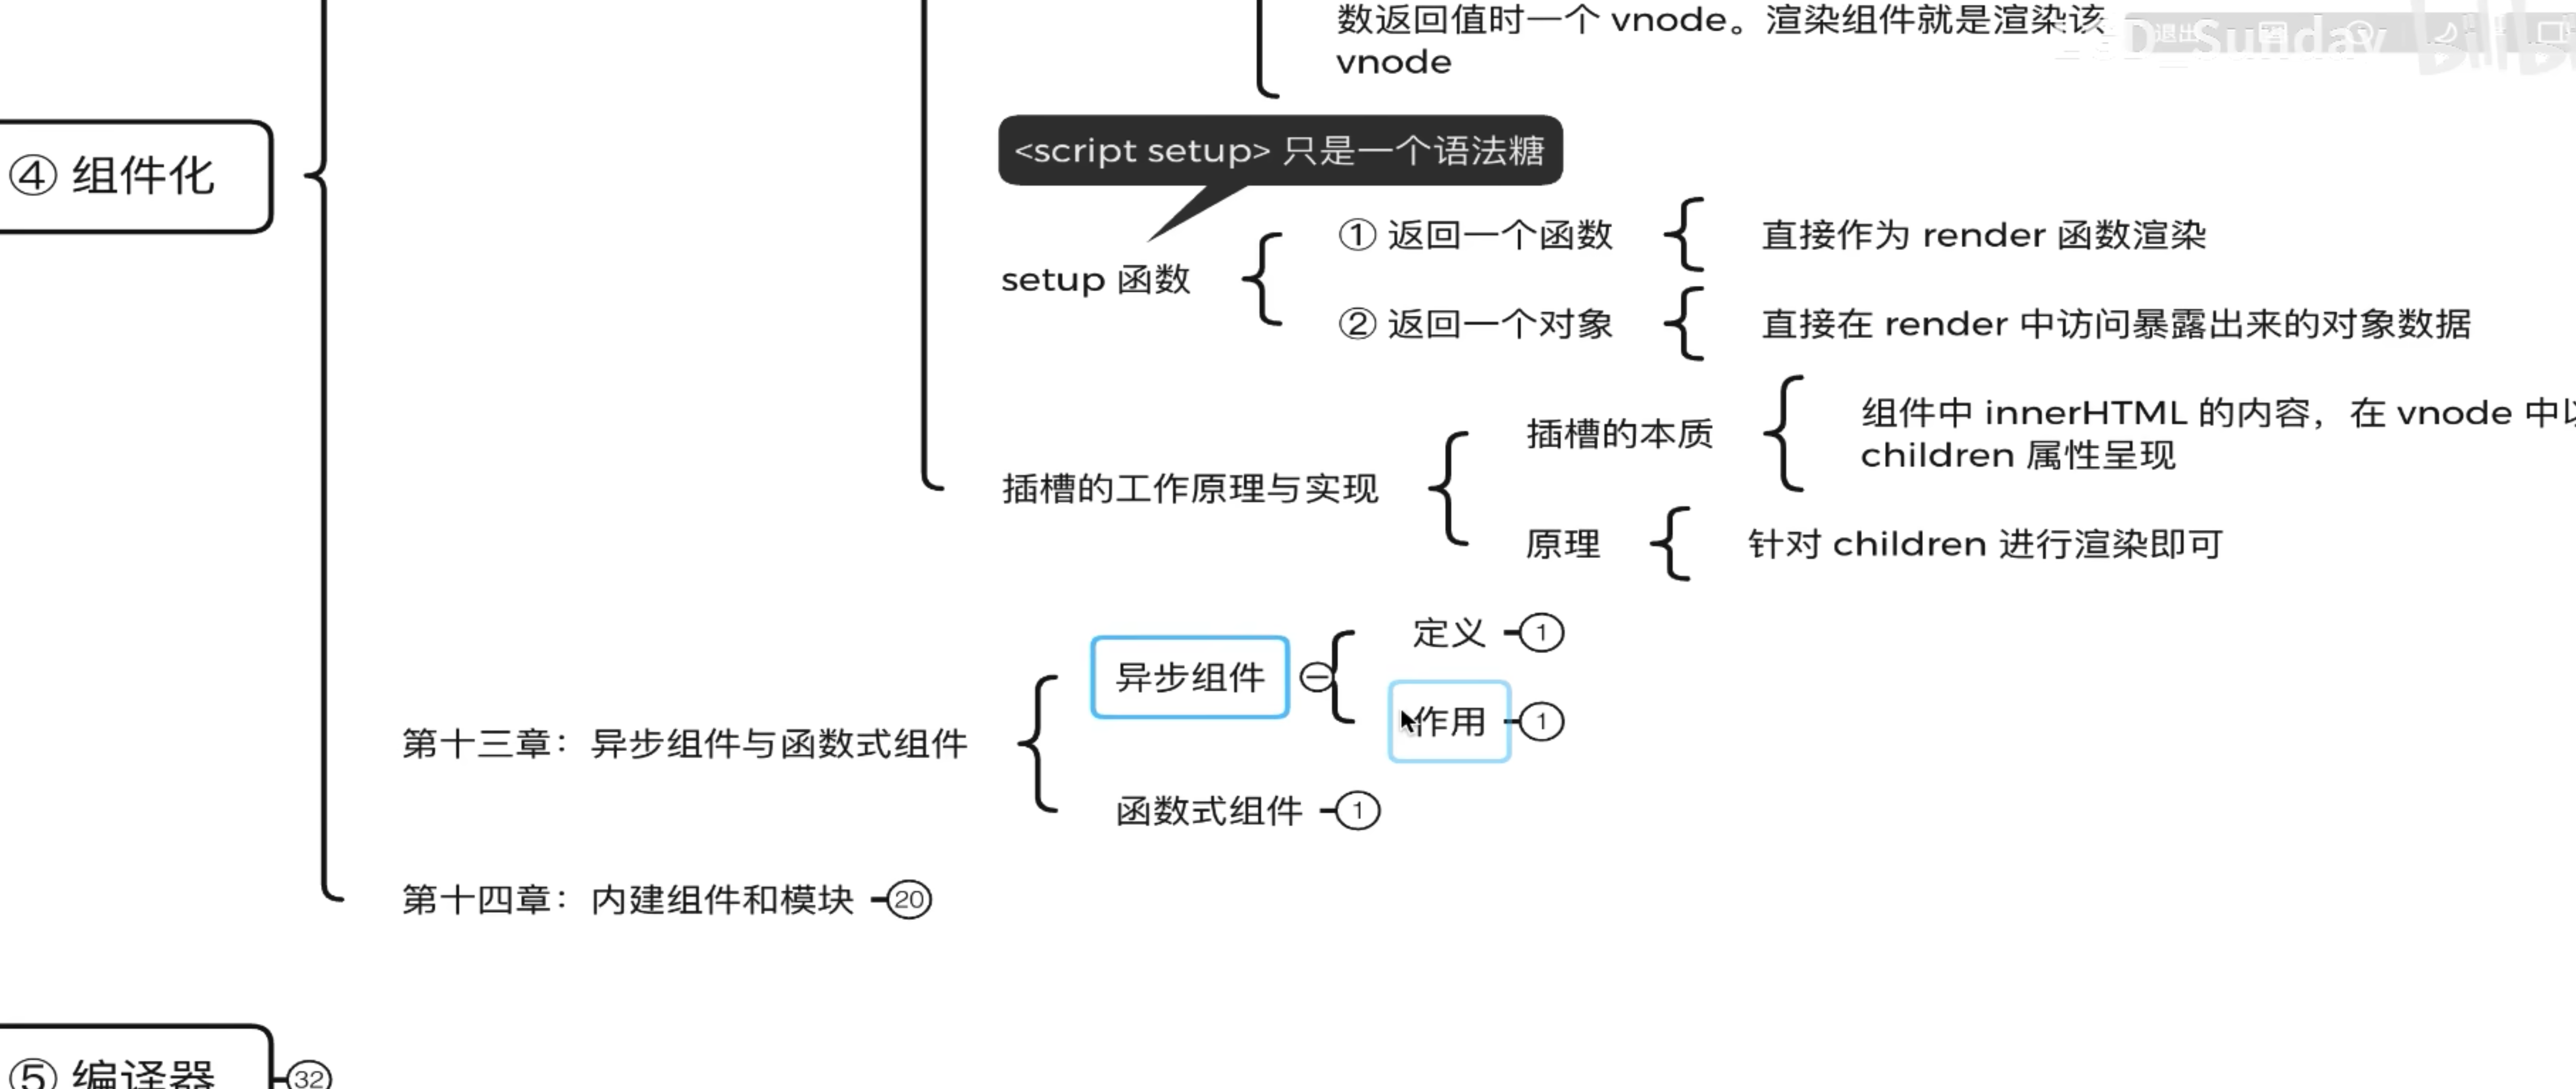 数返回值时一个 vnode。渲染组件就是渲染该
vnode
退出
D_Sunday
bilibi
④ 组件化
<script setup> 只是一个语法糖
setup 函数
① 返回一个函数
直接作为 render 函数渲染
② 返回一个对象
直接在 render 中访问暴露出来的对象数据
插槽的工作原理与实现
插槽的本质
组件中 innerHTML 的内容，在 vnode 中以
children 属性呈现
原理
针对 children 进行渲染即可
第十三章：异步组件与函数式组件
异步组件
定义
1
作用
1
函数式组件
1
第十四章：内建组件和模块
20
⑤ 编译器
32